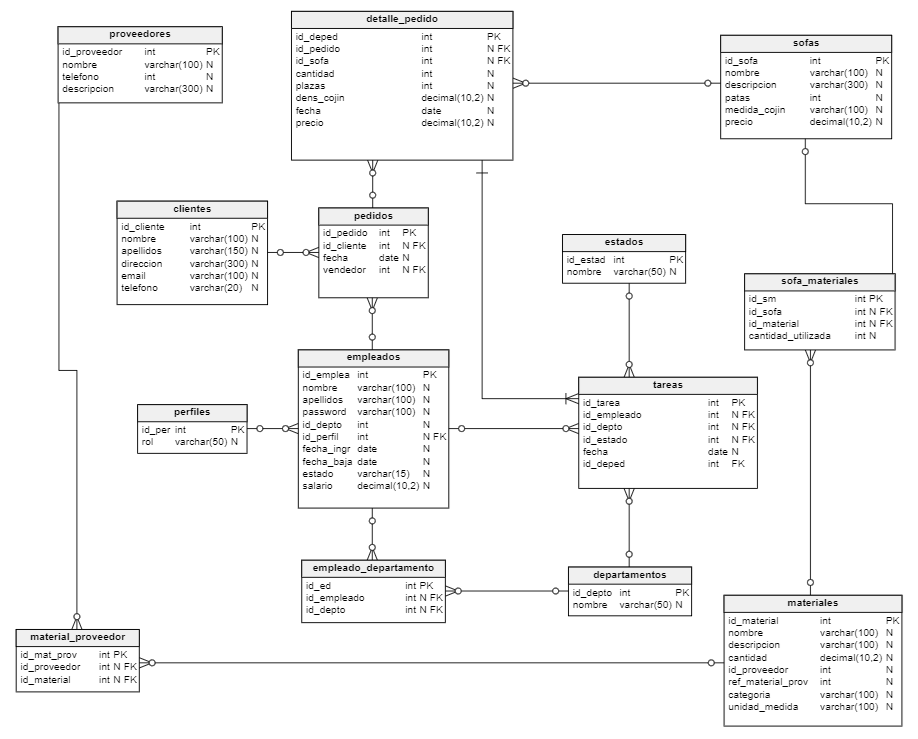 detalle_pedido
id_deped int PK
id_pedido int N FK
id_sofa int N FK
cantidad int N
plazas int N
dens_cojin decimal(10,2) N
fecha date N
precio decimal(10,2) N
proveedores
id_proveedor int PK
nombre varchar(100) N
telefono int N
descripcion varchar(300) N
sofas
id_sofa int PK
nombre varchar(100) N
descripcion varchar(300) N
patas int N
medida_cojin varchar(100) N
precio decimal(10,2) N
clientes
id_cliente int PK
nombre varchar(100) N
apellidos varchar(150) N
direccion varchar(300) N
email varchar(100) N
telefono varchar(20) N
pedidos
id_pedido int PK
id_cliente int N FK
fecha date N
vendedor int N FK
estados
id_estad int PK
nombre varchar(50) N
sofa_materiales
id_sm int PK
id_sofa int N FK
id_material int N FK
cantidad_utilizada int N
empleados
id_emplea int PK
nombre varchar(100) N
apellidos varchar(100) N
password varchar(100) N
id_depto int N
id_perfil int N FK
fecha_ingr date N
fecha_baja date N
estado varchar(15) N
salario decimal(10,2) N
perfiles
id_per int PK
rol varchar(50) N
tareas
id_tarea int PK
id_empleado int N FK
id_depto int N FK
id_estado int N FK
fecha date N
id_deped int FK
empleado_departamento
id_ed int PK
id_empleado int N FK
id_depto int N FK
departamentos
id_depto int PK
nombre varchar(50) N
material_proveedor
id_mat_prov int PK
id_proveedor int N FK
id_material int N FK
materiales
id_material int PK
nombre varchar(100) N
descripcion varchar(100) N
cantidad decimal(10,2) N
id_proveedor int N
ref_material_prov int N
categoria varchar(100) N
unidad_medida varchar(100) N